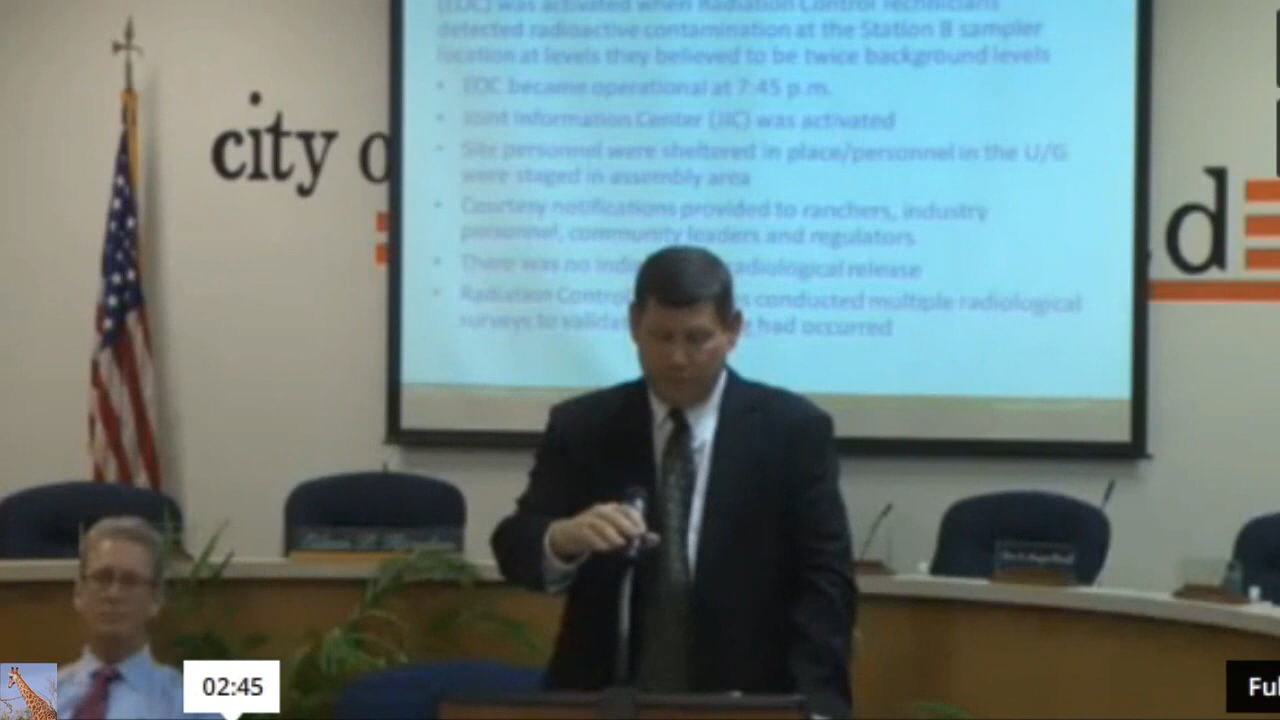 (EOC) was activated when Radiation Control Technicians
detected radioactive contamination at the Station B sampler
location at levels they believed to be twice background levels
• EOC became operational at 7:45 p.m.
• Joint Information Center (JIC) was activated
• Site personnel were sheltered in place/personnel in the U/G
were staged in assembly area
• Courtesy notifications provided to ranchers, industry
personnel, community leaders and regulators
• There was no radiological release
• Radiation Control conducted multiple radiological
surveys to had occurred
city o
d
02:45
Ful